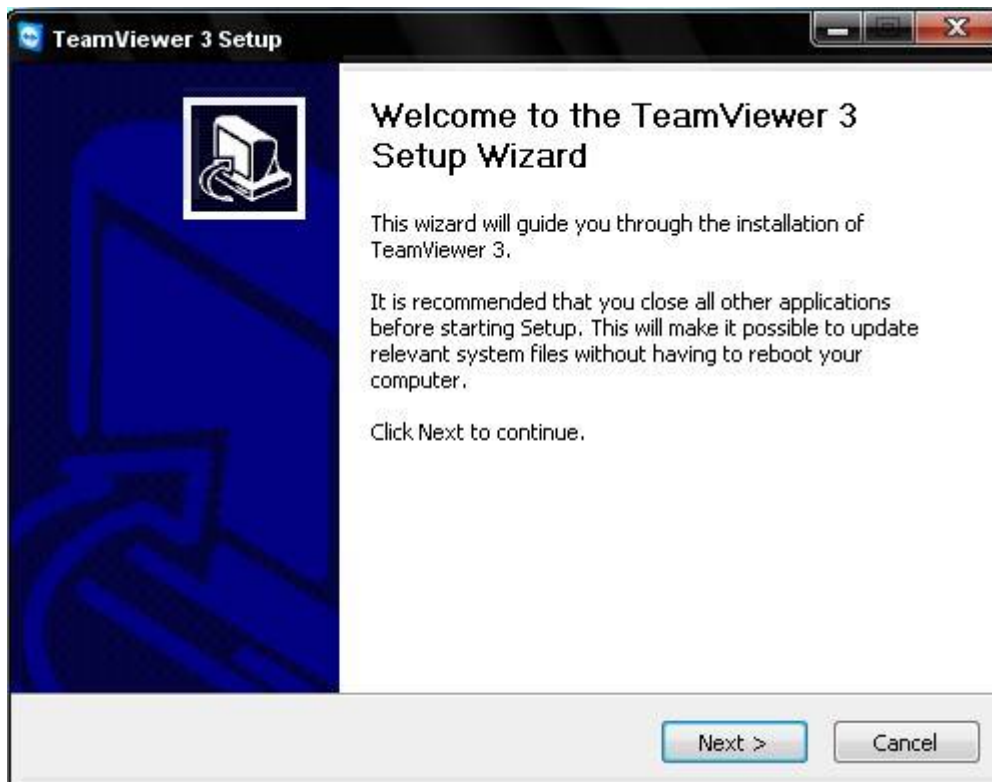 TeamViewer 3 Setup
Welcome to the TeamViewer 3
Setup Wizard
This wizard will guide you through the installation of
TeamViewer 3.
It is recommended that you close all other applications
before starting Setup. This will make it possible to update
relevant system files without having to reboot your
computer.
Click Next to continue.
Next >
Cancel